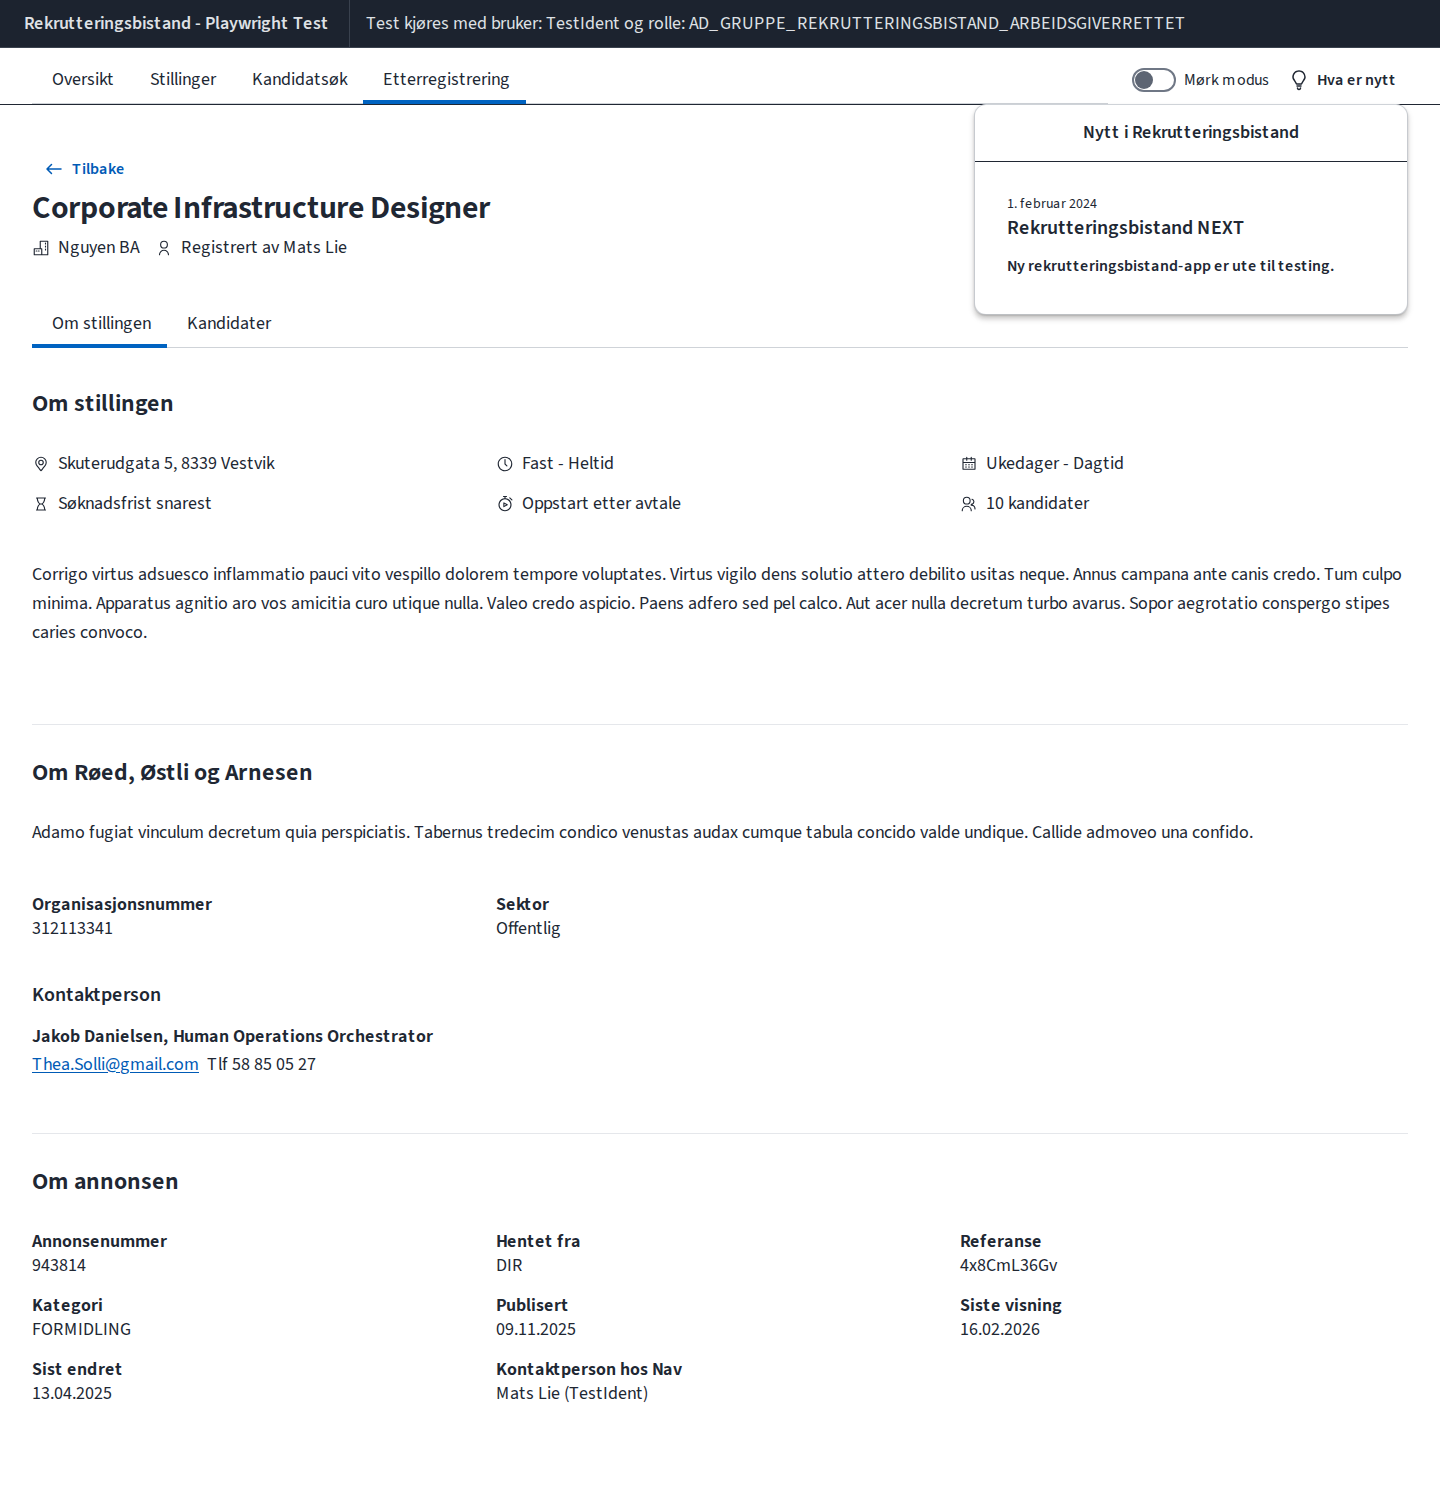 Rekrutteringsbistand - Playwright Test
Test kjøres med bruker: TestIdent og rolle: AD_GRUPPE_REKRUTTERINGSBISTAND_ARBEIDSGIVERRETTET
Oversikt
Stillinger
Kandidatsøk
Etterregistrering
Mørk modus
Hva er nytt
Nytt i Rekrutteringsbistand
1. februar 2024
Rekrutteringsbistand NEXT
Ny rekrutteringsbistand-app er ute til testing.
Tilbake
Corporate Infrastructure Designer
Nguyen BA
Registrert av Mats Lie
Om stillingen
Kandidater
Om stillingen
Skuterudgata 5, 8339 Vestvik
Fast - Heltid
Ukedager - Dagtid
Søknadsfrist snarest
Oppstart etter avtale
10 kandidater
Corrigo virtus adsuesco inflammatio pauci vito vespillo dolorem tempore voluptates. Virtus vigilo dens solutio attero debilito usitas neque. Annus campana ante canis credo. Tum culpo
minima. Apparatus agnitio aro vos amicitia curo utique nulla. Valeo credo aspicio. Paens adfero sed pel calco. Aut acer nulla decretum turbo avarus. Sopor aegrotatio conspergo stipes
caries convoco.
Om Røed, Østli og Arnesen
Adamo fugiat vinculum decretum quia perspiciatis. Tabernus tredecim condico venustas audax cumque tabula concido valde undique. Callide admoveo una confido.
Organisasjonsnummer
312113341
Sektor
Offentlig
Kontaktperson
Jakob Danielsen, Human Operations Orchestrator
Thea.Solli@gmail.com Tlf 58 85 05 27
Om annonsen
Annonsenummer
943814
Hentet fra
DIR
Referanse
4x8CmL36Gv
Kategori
FORMIDLING
Publisert
09.11.2025
Siste visning
16.02.2026
Sist endret
13.04.2025
Kontaktperson hos Nav
Mats Lie (TestIdent)